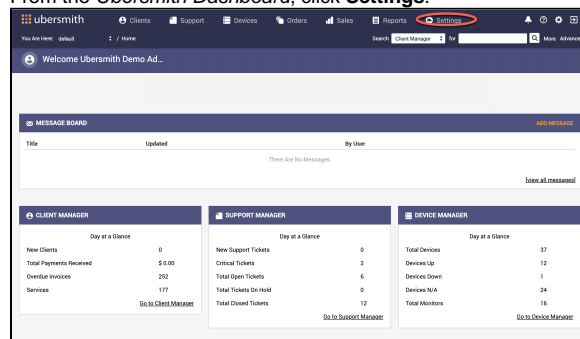 From the Ubersmith Dashboard, click Settings.
ubersmith Clients Support Devices Orders Sales Reports Settings
You Are Here: default / Home Search Client Manager for More Advance
Welcome Ubersmith Demo Ad...
MESSAGE BOARD ADD MESSAGE
Title Updated By User
There Are No Messages.
[view all messages]
CLIENT MANAGER
Day at a Glance
New Clients 0
Total Payments Received $ 0.00
Overdue Invoices 252
Services 177
Go to Client Manager
SUPPORT MANAGER
Day at a Glance
New Support Tickets 0
Critical Tickets 2
Total Open Tickets 6
Total Tickets On Hold 0
Total Closed Tickets 12
Go to Support Manager
DEVICE MANAGER
Day at a Glance
Total Devices 37
Devices Up 12
Devices Down 1
Devices N/A 24
Total Monitors 16
Go to Device Manager